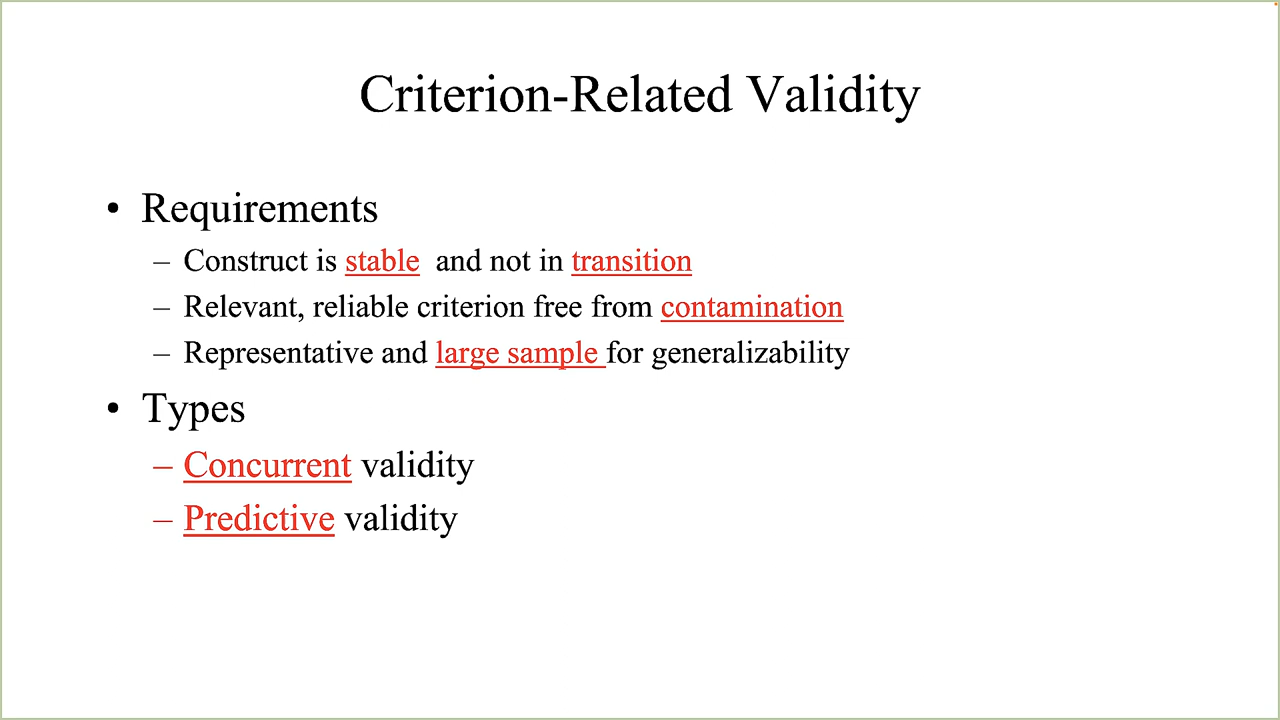 Criterion-Related Validity
• Requirements
– Construct is stable and not in transition
– Relevant, reliable criterion free from contamination
– Representative and large sample for generalizability
• Types
– Concurrent validity
– Predictive validity